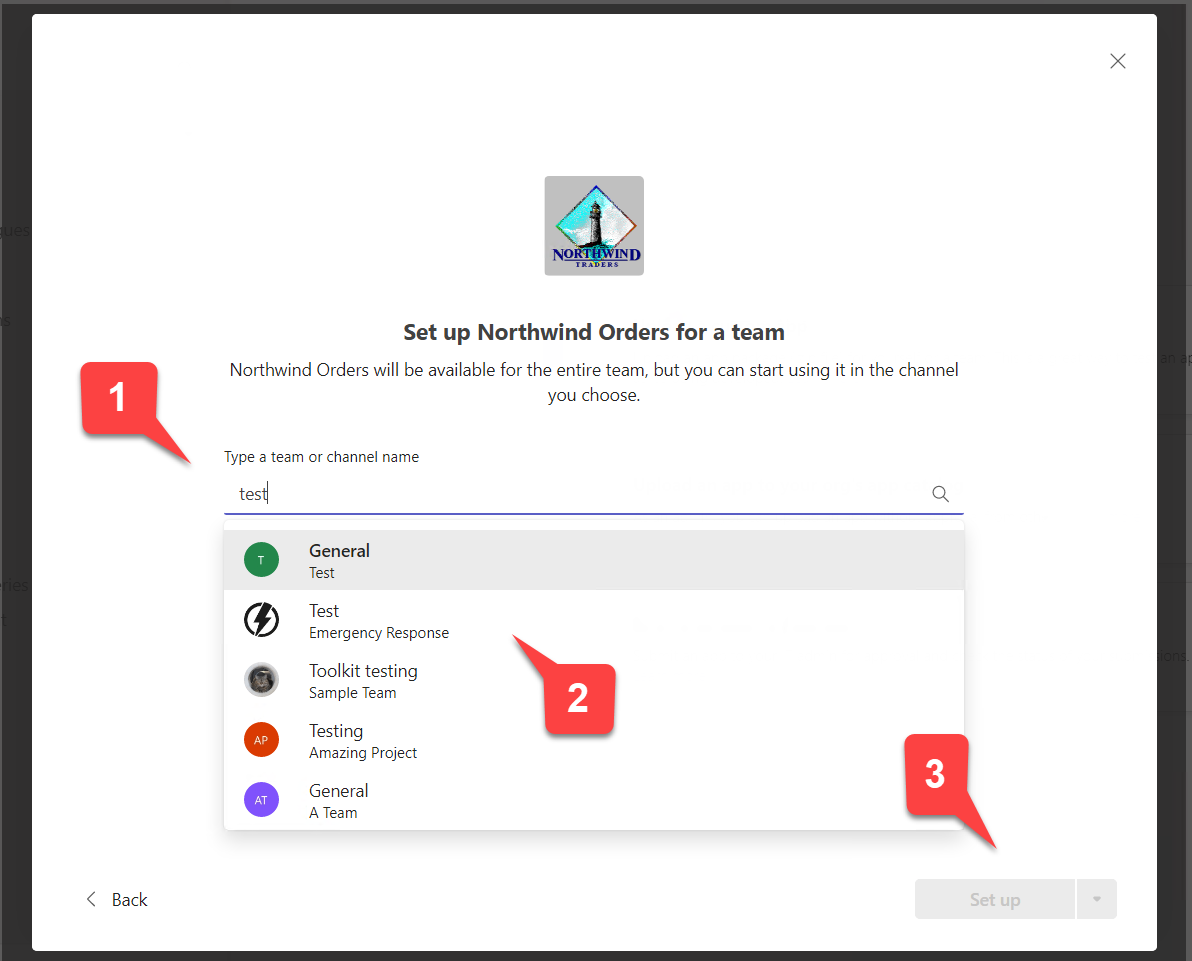 NORTHWIND
TRADERS
Set up Northwind Orders for a team
Northwind Orders will be available for the entire team, but you can start using it in the channel
you choose.
1
Type a team or channel name
test
T
General
Test
Test
Emergency Response
2
Toolkit testing
Sample Team
AP
Testing
Amazing Project
3
AT
General
A Team
Back
Set up